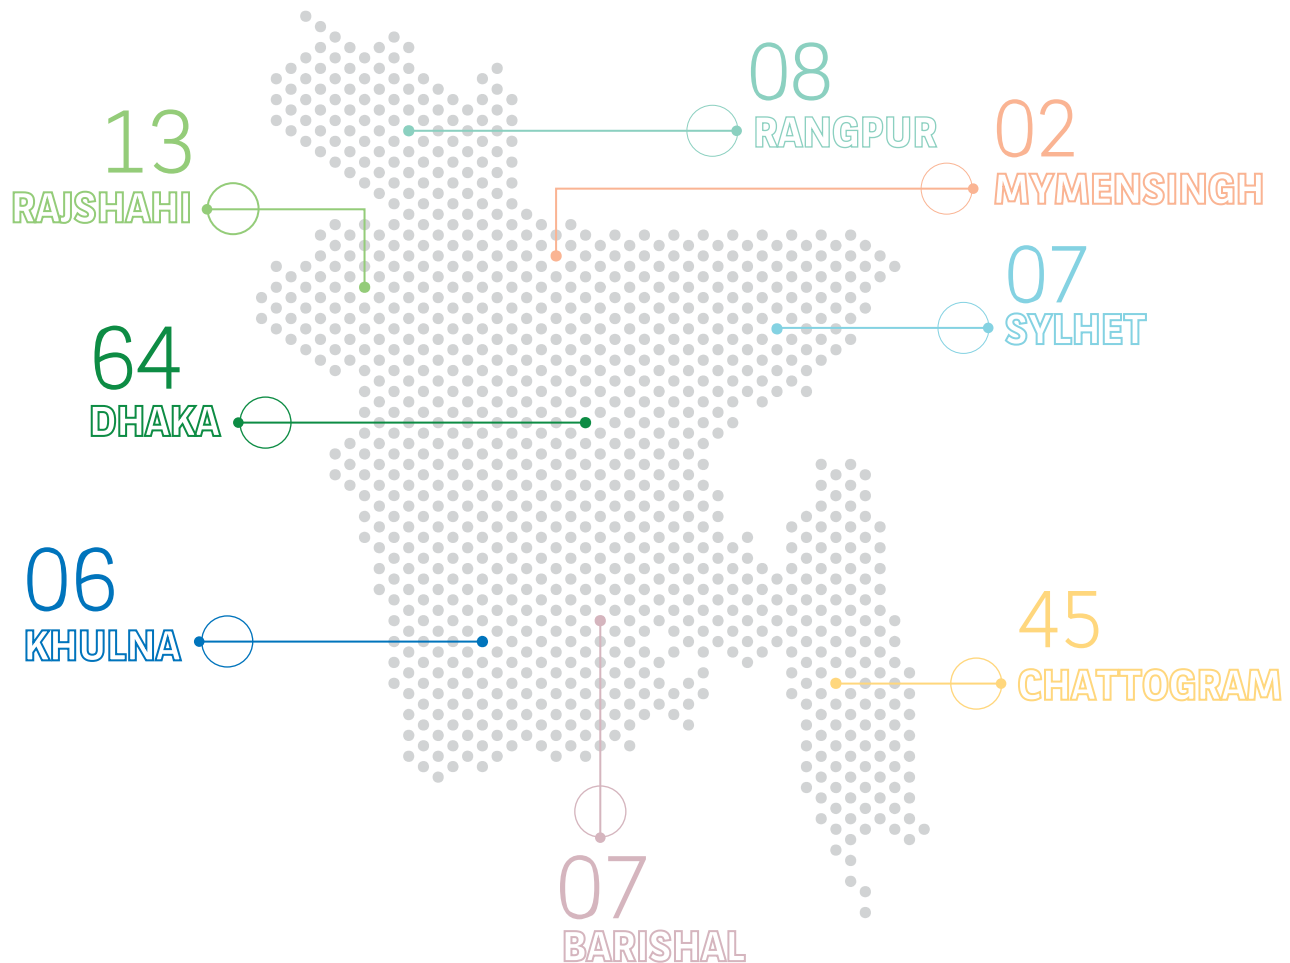 08
RANGPUR
02
MYMENSINGH
13
RAJSHAHI
07
SYLHET
64
DHAKA
06
KHULNA
45
CHATTOGRAM
07
BARISHAL